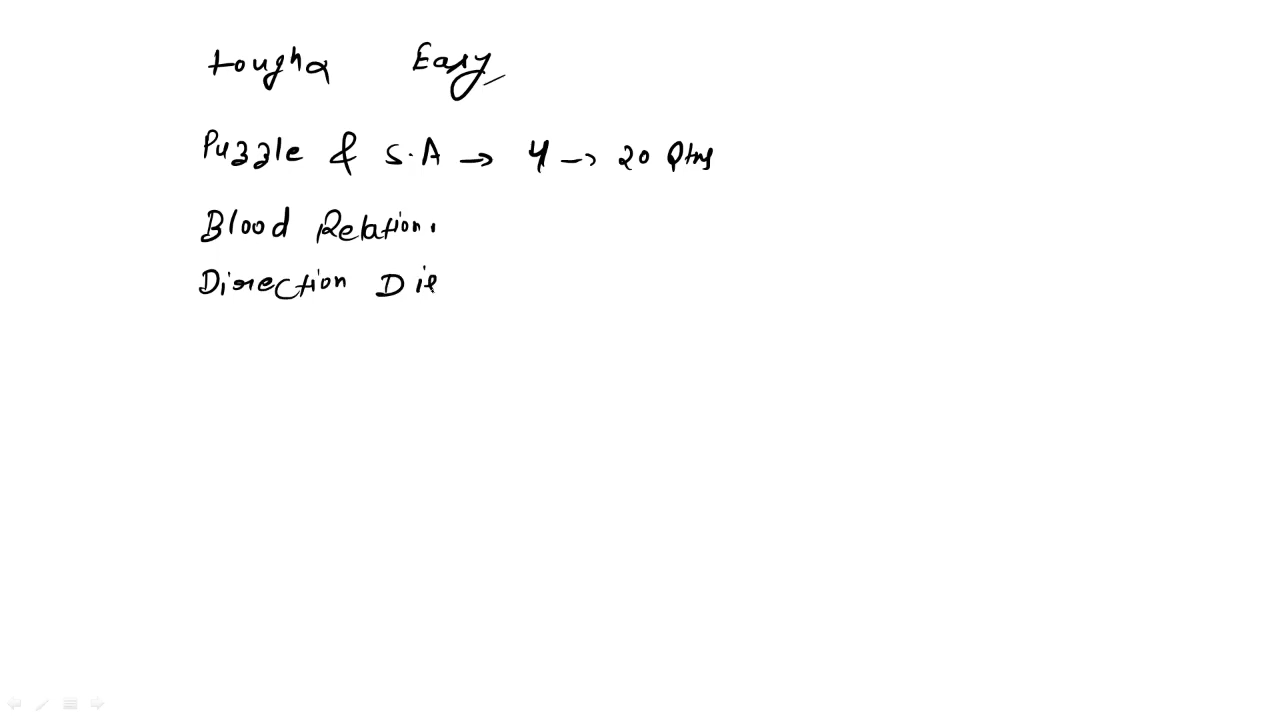 tougha Easy
Puzzle & S.A → 4 → 20 Qtns
Blood Relation.
Direction Die